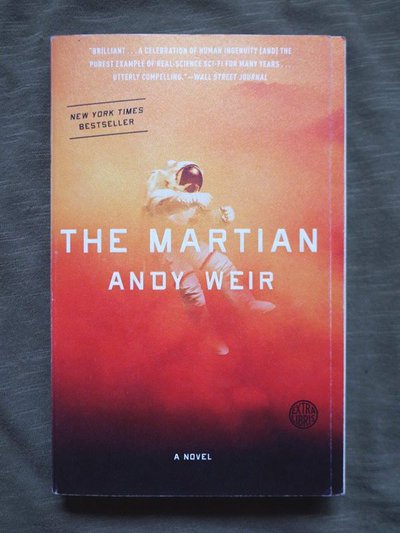 "BRILLIANT . . . A CELEBRATION OF HUMAN INGENUITY [AND] THE
PUREST EXAMPLE OF REAL-SCIENCE SCI-FI FOR MANY YEARS . . . .
UTTERLY COMPELLING."—WALL STREET JOURNAL
NEW YORK TIMES
BESTSELLER
THE MARTIAN
ANDY WEIR
EXTRA
LIBRIS
A NOVEL